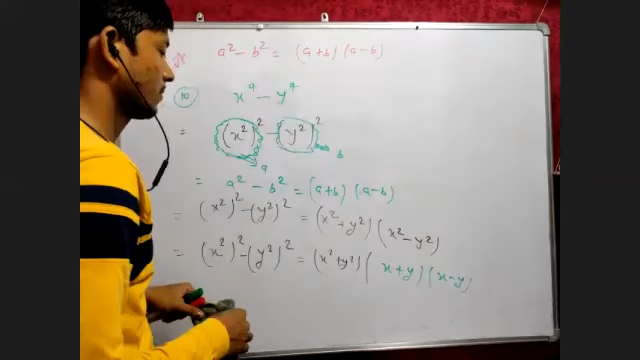 a² - b² = (a+b) (a-b)
10 x⁴ - y⁴
= (x²)² - (y²)²
a b
= a² - b² = (a+b) (a-b)
= (x²)² - (y²)² = (x² + y²) (x² - y²)
= (x²)² - (y²)² = (x² + y²) (x+y) (x-y)